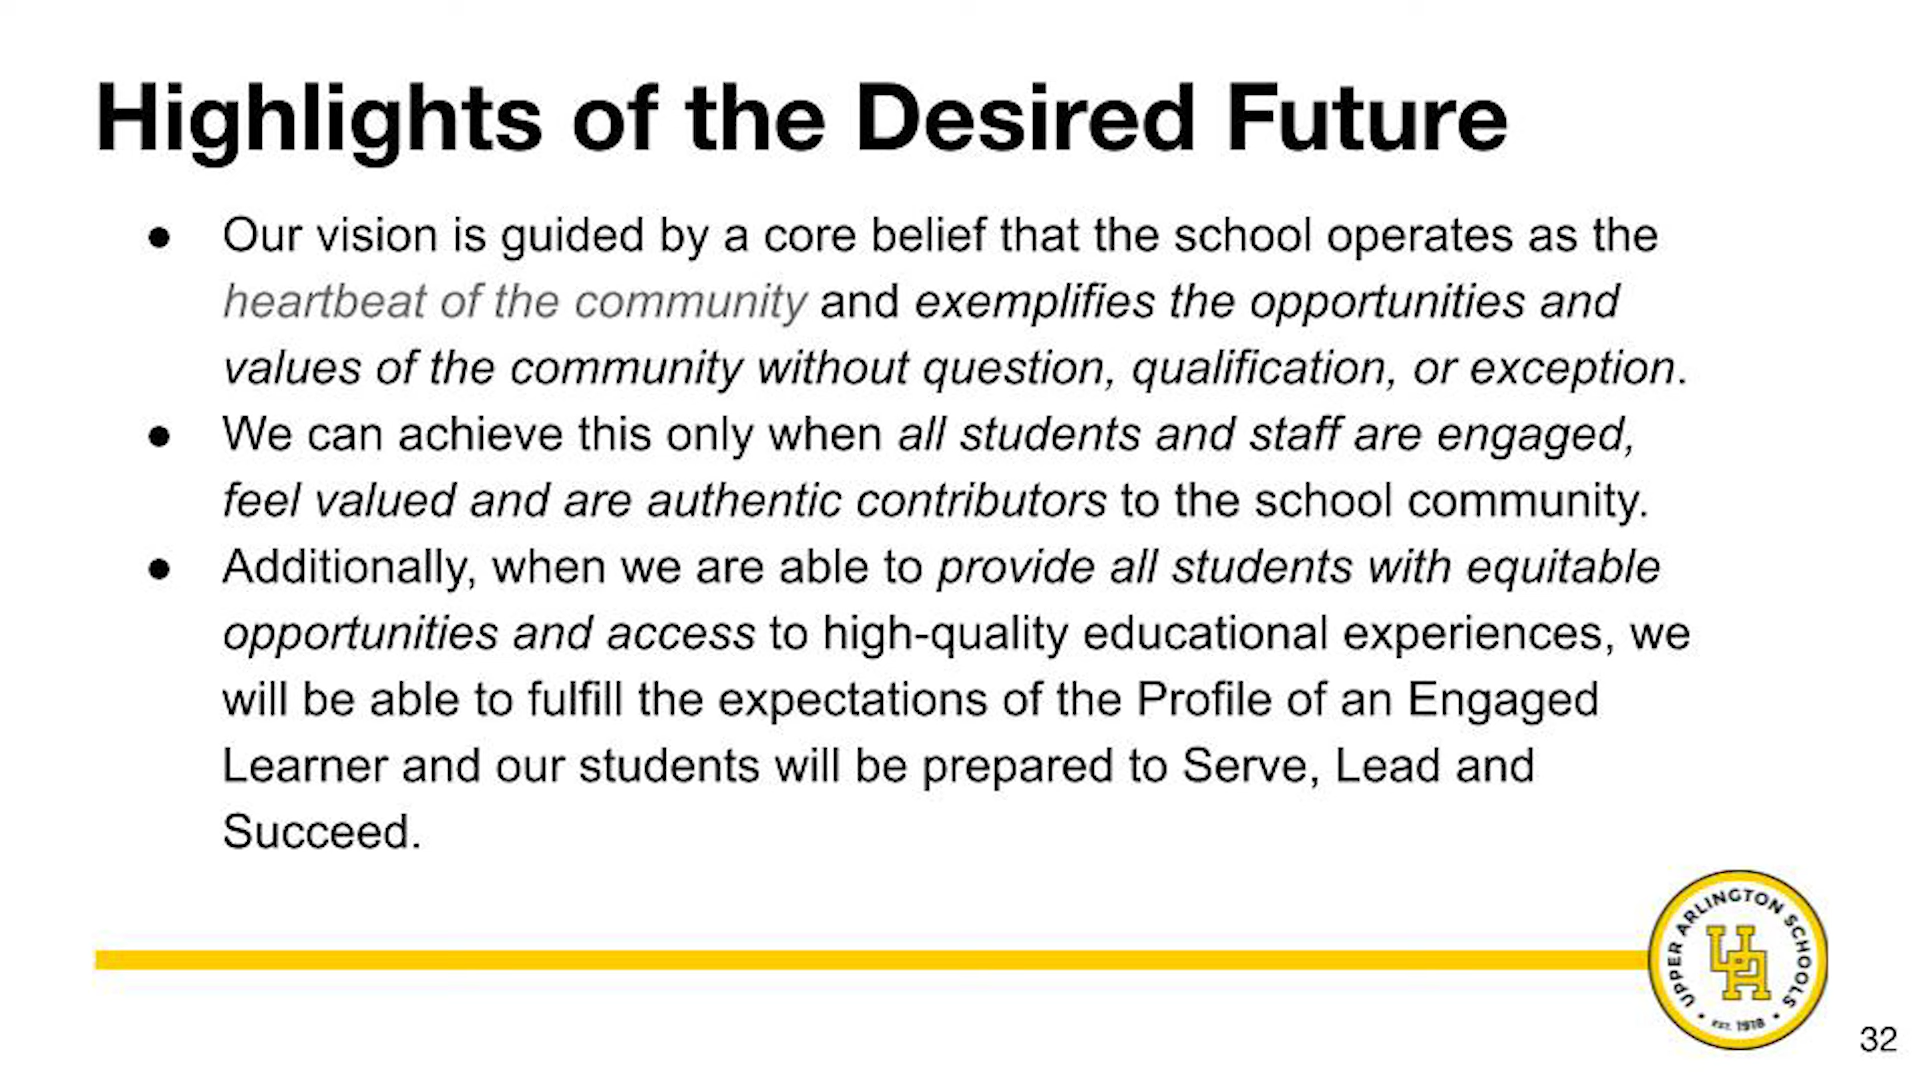 Highlights of the Desired Future
● Our vision is guided by a core belief that the school operates as the
heartbeat of the community and exemplifies the opportunities and
values of the community without question, qualification, or exception.
● We can achieve this only when all students and staff are engaged,
feel valued and are authentic contributors to the school community.
● Additionally, when we are able to provide all students with equitable
opportunities and access to high-quality educational experiences, we
will be able to fulfill the expectations of the Profile of an Engaged
Learner and our students will be prepared to Serve, Lead and
Succeed.
UPPER ARLINGTON SCHOOLS
UA
• EST. 1918 •
32